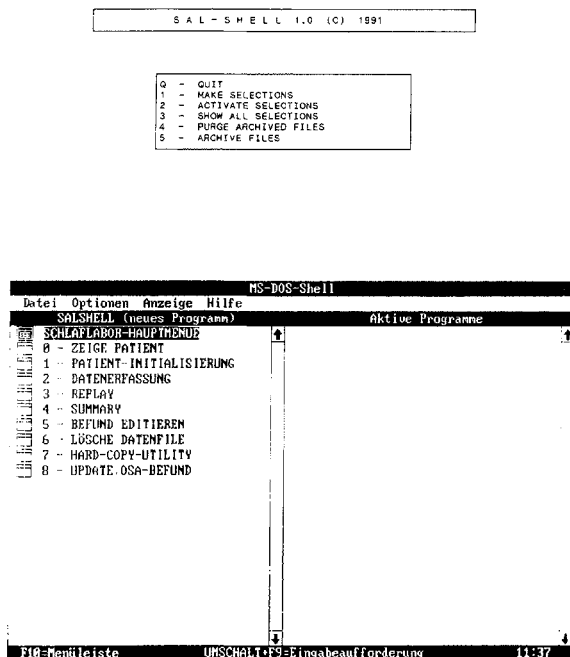 S A L - S H E L L 1.0 (C) 1991
Q - QUIT
1 - MAKE SELECTIONS
2 - ACTIVATE SELECTIONS
3 - SHOW ALL SELECTIONS
4 - PURGE ARCHIVED FILES
5 - ARCHIVE FILES
MS-DOS-Shell
Datei Optionen Anzeige Hilfe
SALSHELL (neues Programm) Aktive Programme
SCHLAFLABOR-HAUPTMENUE
0 - ZEIGE PATIENT
1 - PATIENT-INITIALISIERUNG
2 - DATENERFASSUNG
3 - REPLAY
4 - SUMMARY
5 - BEFUND EDITIEREN
6 - LÖSCHE DATENFILE
7 - HARD-COPY-UTILITY
8 - UPDATE.OSA-BEFUND
F10=Menüleiste UMSCHALT+F9=Eingabeaufforderung 11:37